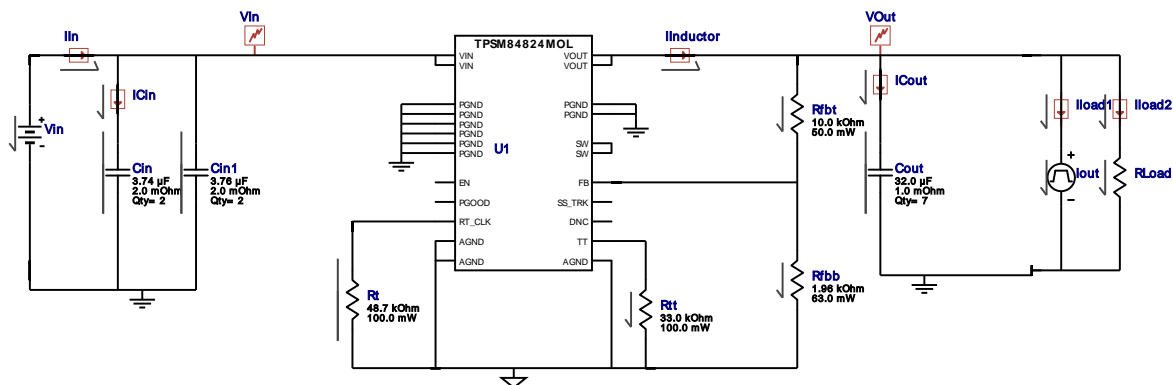 Vin
VOut
Iin
TPSM84824MOL
IInductor
VIN
VOUT
VIN
VOUT
ICin
ICout
Iload1
Iload2
PGND
PGND
PGND
PGND
PGND
PGND
PGND
PGND
Rfbt
10.0 kOhm
50.0 mW
+
Vin
-
SW
SW
U1
Cin
3.74 µF
2.0 mOhm
Qty= 2
Cin1
3.76 µF
2.0 mOhm
Qty= 2
Cout
32.0 µF
1.0 mOhm
Qty= 7
+
Iout
-
RLoad
EN
FB
PGOOD
SS_TRK
RT_CLK
DNC
AGND
TT
AGND
AGND
Rt
48.7 kOhm
100.0 mW
Rtt
33.0 kOhm
100.0 mW
Rfbb
1.96 kOhm
63.0 mW